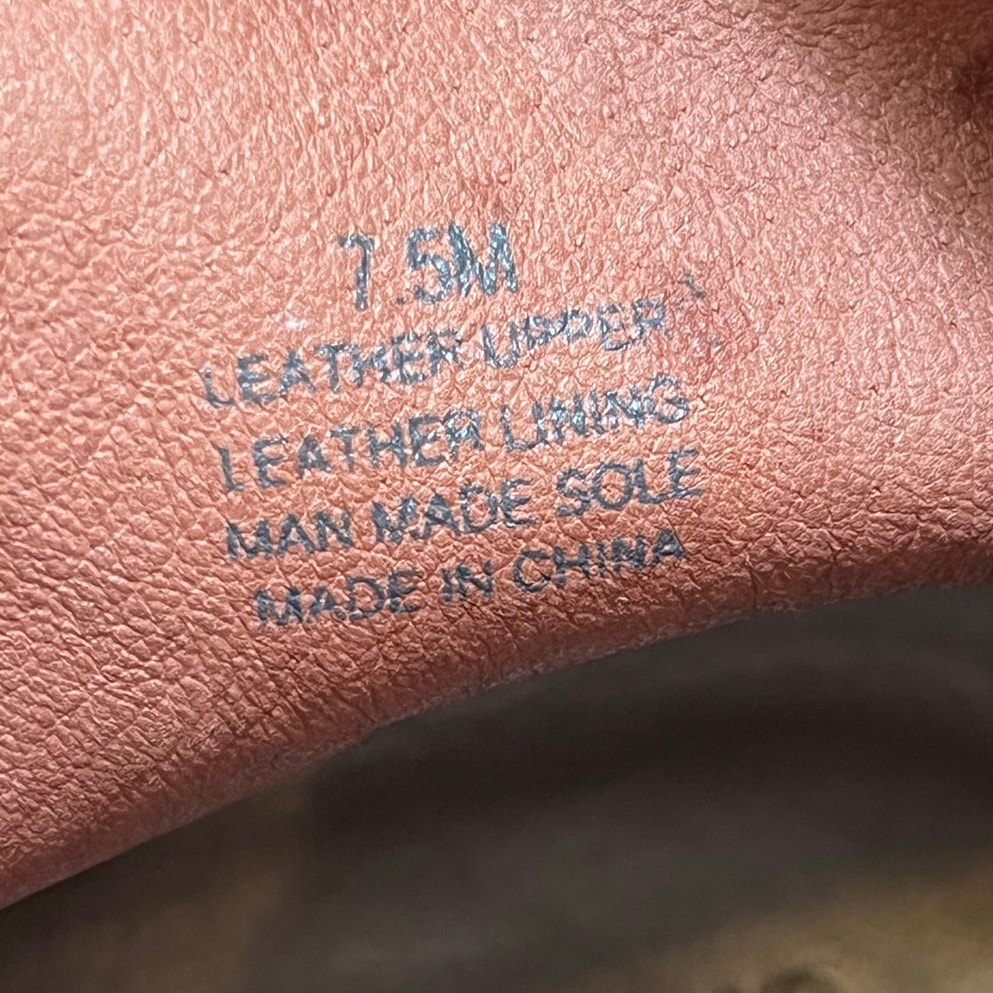 7.5M
LEATHER UPPER
LEATHER LINING
MAN MADE SOLE
MADE IN CHINA